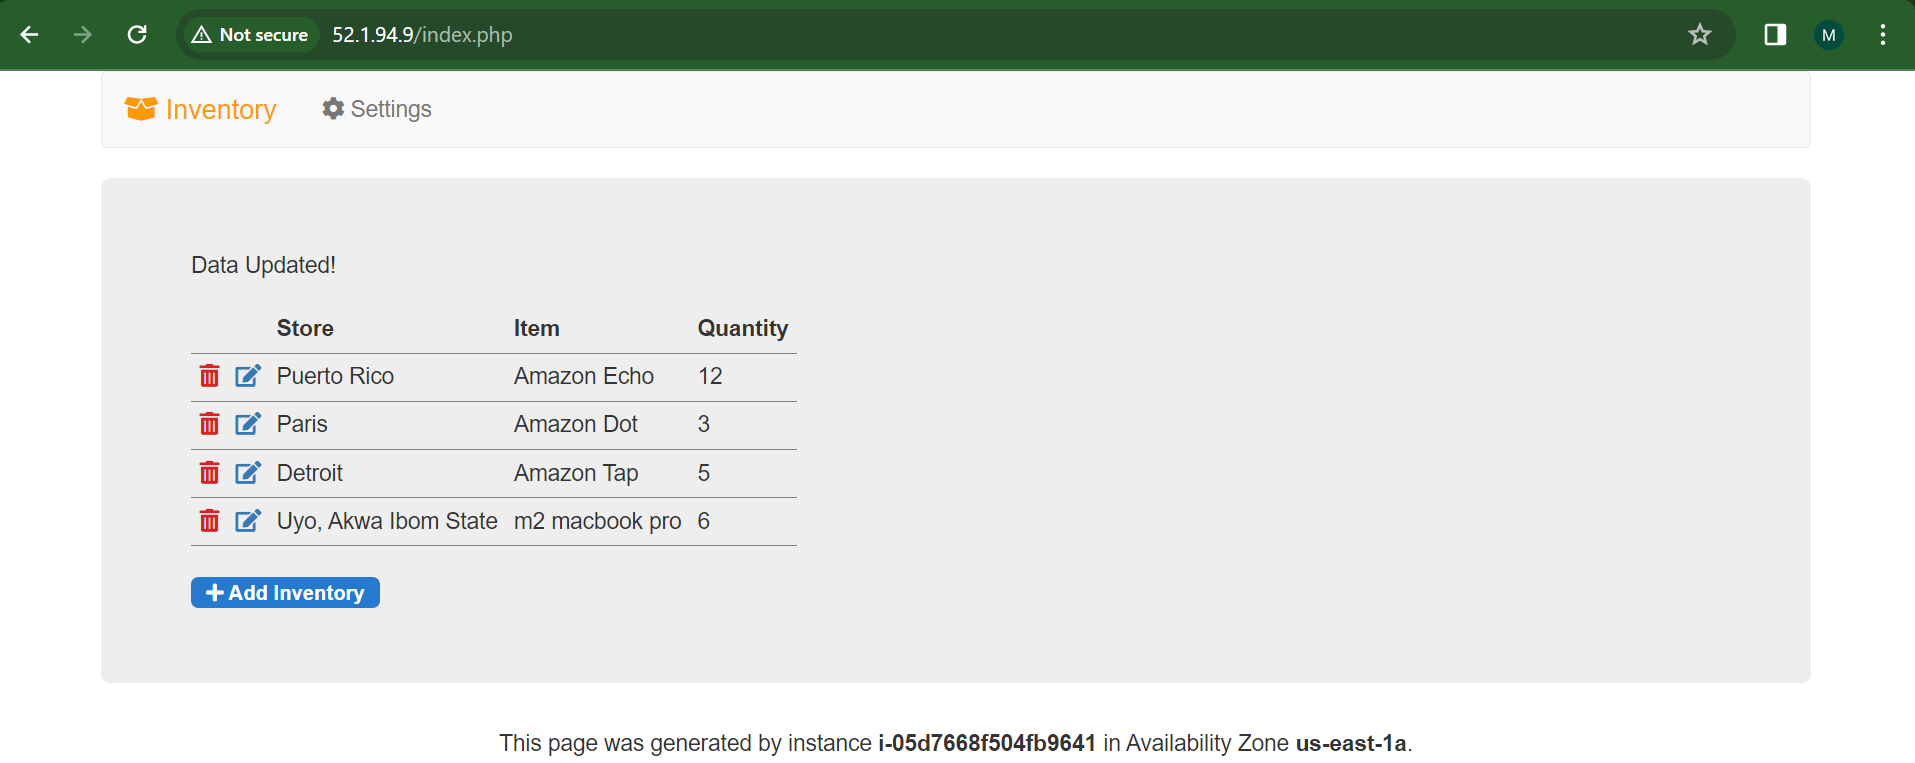 Not secure 52.1.94.9/index.php M
Inventory Settings
Data Updated!
Store Item Quantity
Puerto Rico Amazon Echo 12
Paris Amazon Dot 3
Detroit Amazon Tap 5
Uyo, Akwa Ibom State m2 macbook pro 6
Add Inventory
This page was generated by instance i-05d7668f504fb9641 in Availability Zone us-east-1a.